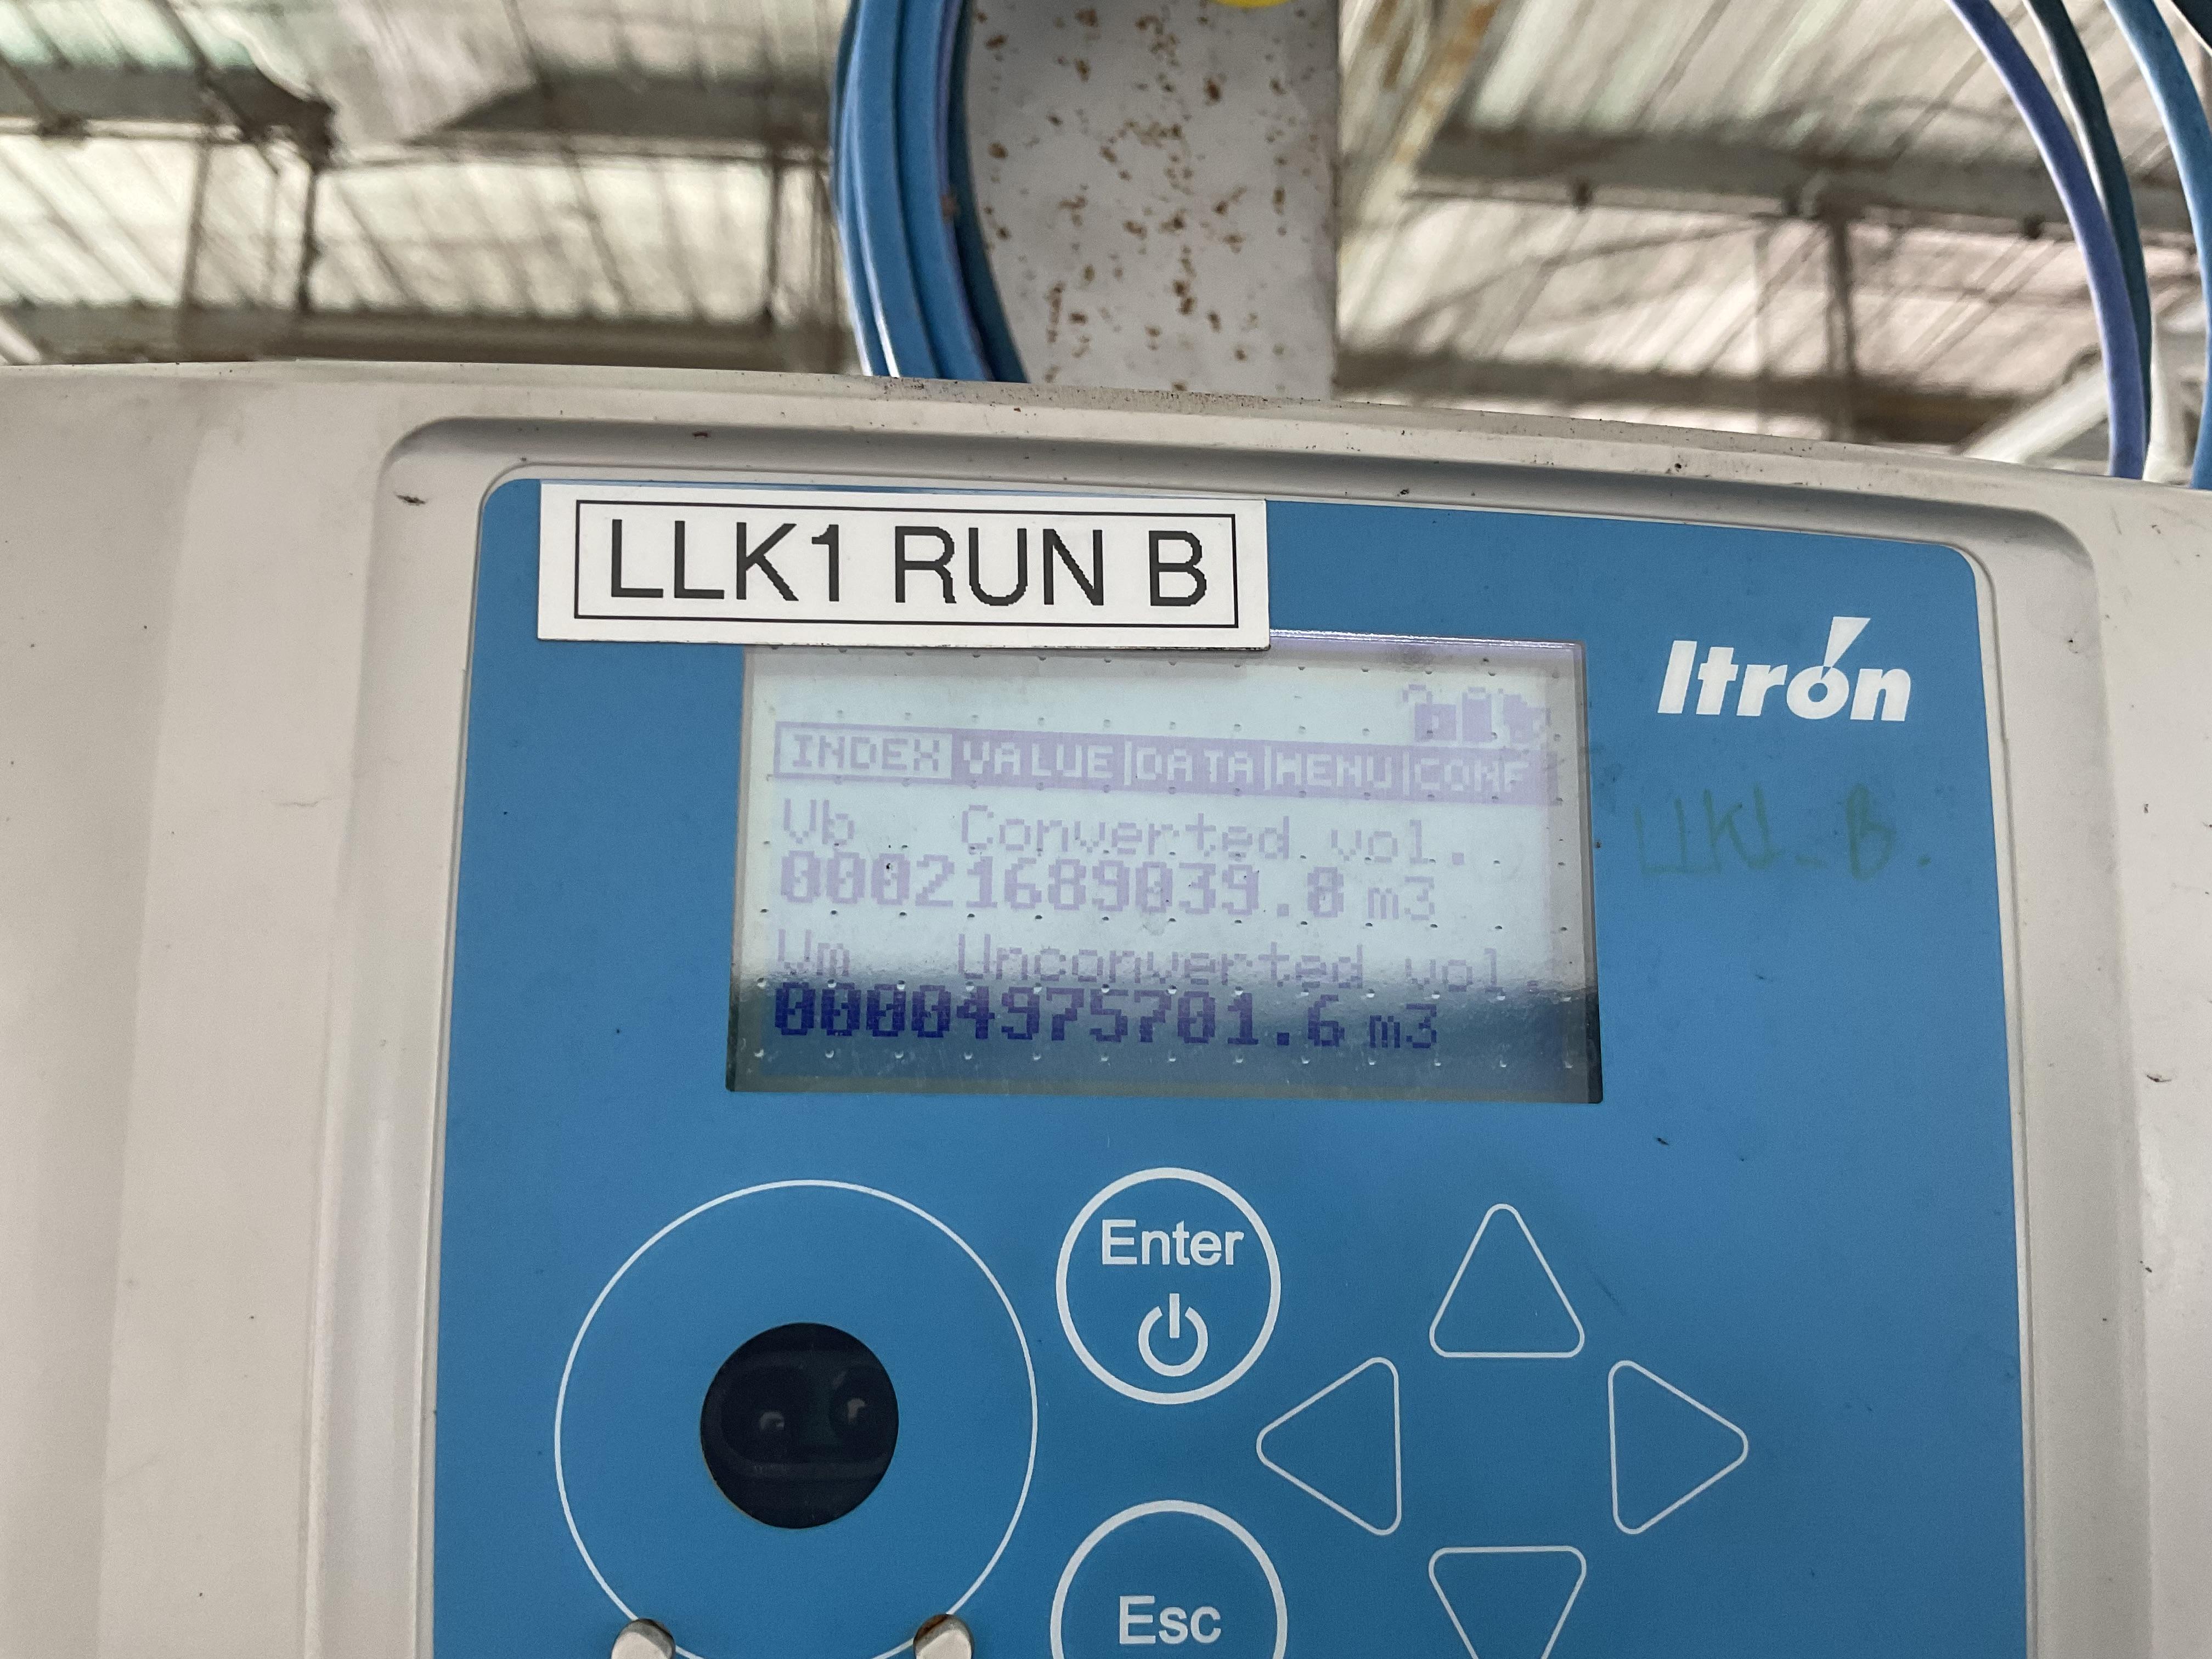 LLK1 RUN B
Itron
INDEX VALUE|DATA|MENU|CONF
Vb Converted vol.
00021689039.8 m3
LLK1-B.
Vm Unconverted vol.
00004975701.6 m3
Enter
Esc